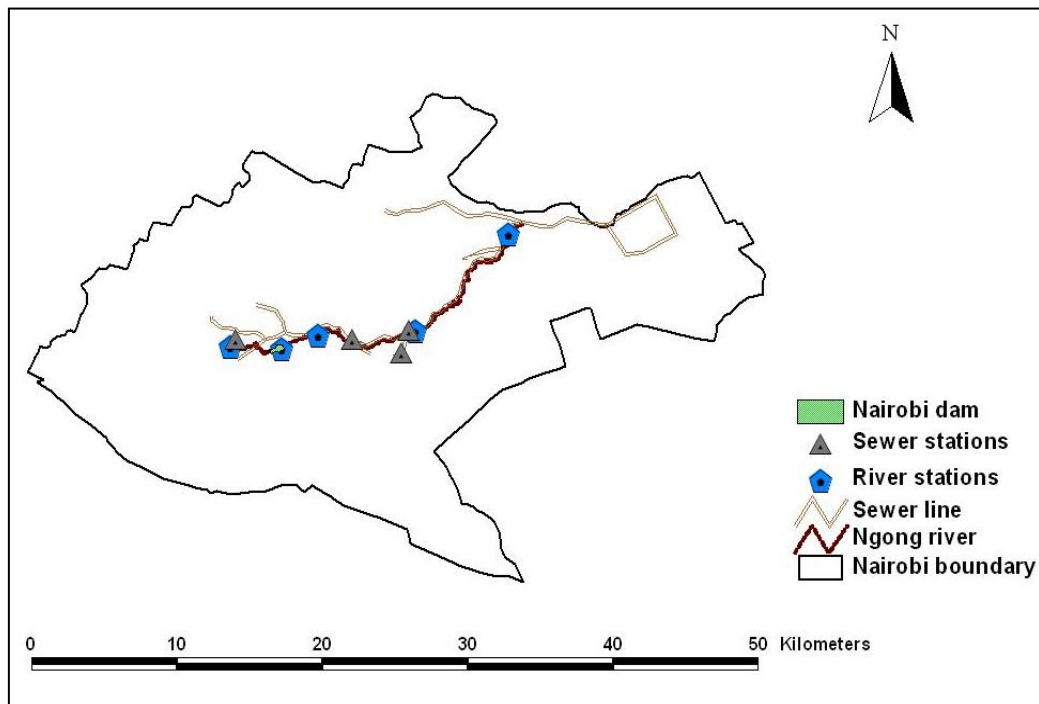 N
Nairobi dam
Sewer stations
River stations
Sewer line
Ngong river
Nairobi boundary
0 10 20 30 40 50 Kilometers